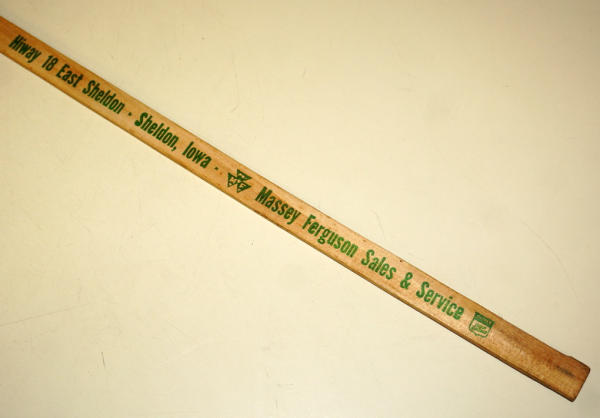 Hiway 18 East Sheldon · Sheldon, Iowa · · Massey Ferguson Sales & Service